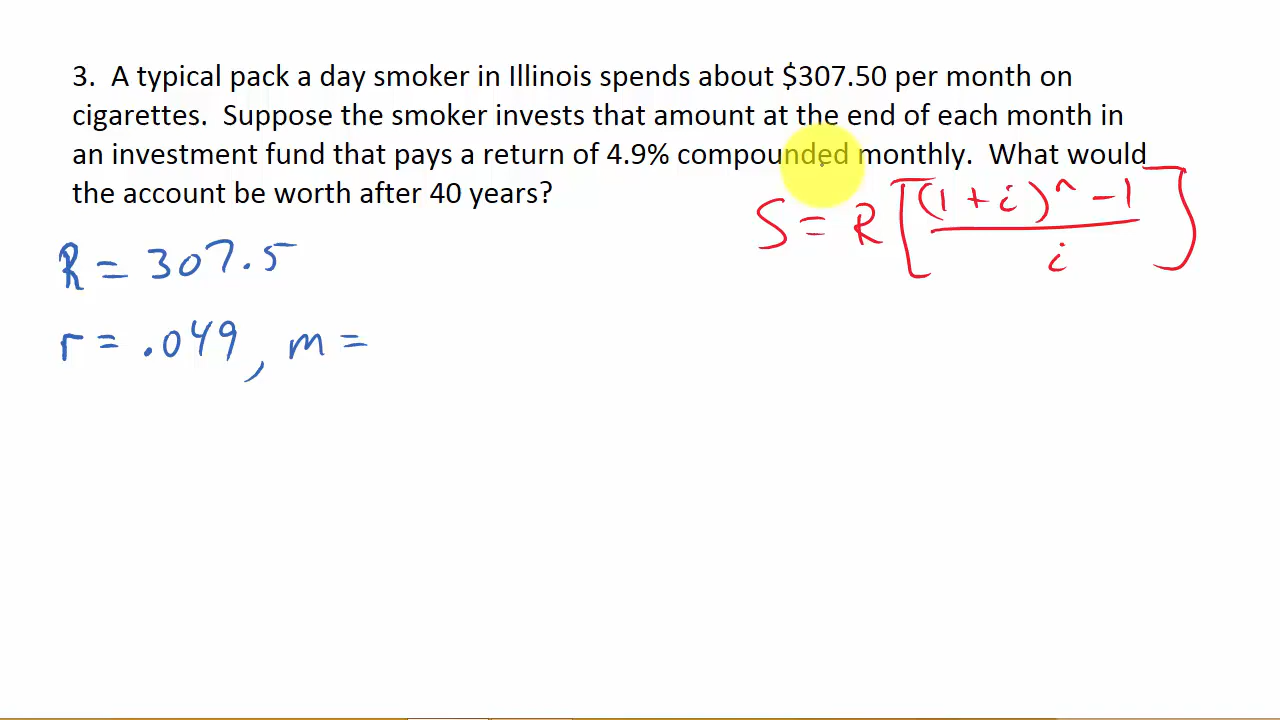 3. A typical pack a day smoker in Illinois spends about $307.50 per month on
cigarettes. Suppose the smoker invests that amount at the end of each month in
an investment fund that pays a return of 4.9% compounded monthly. What would
the account be worth after 40 years?
S = R [((1 + i)^n - 1) / i]
R = 307.5
r = .049, m =